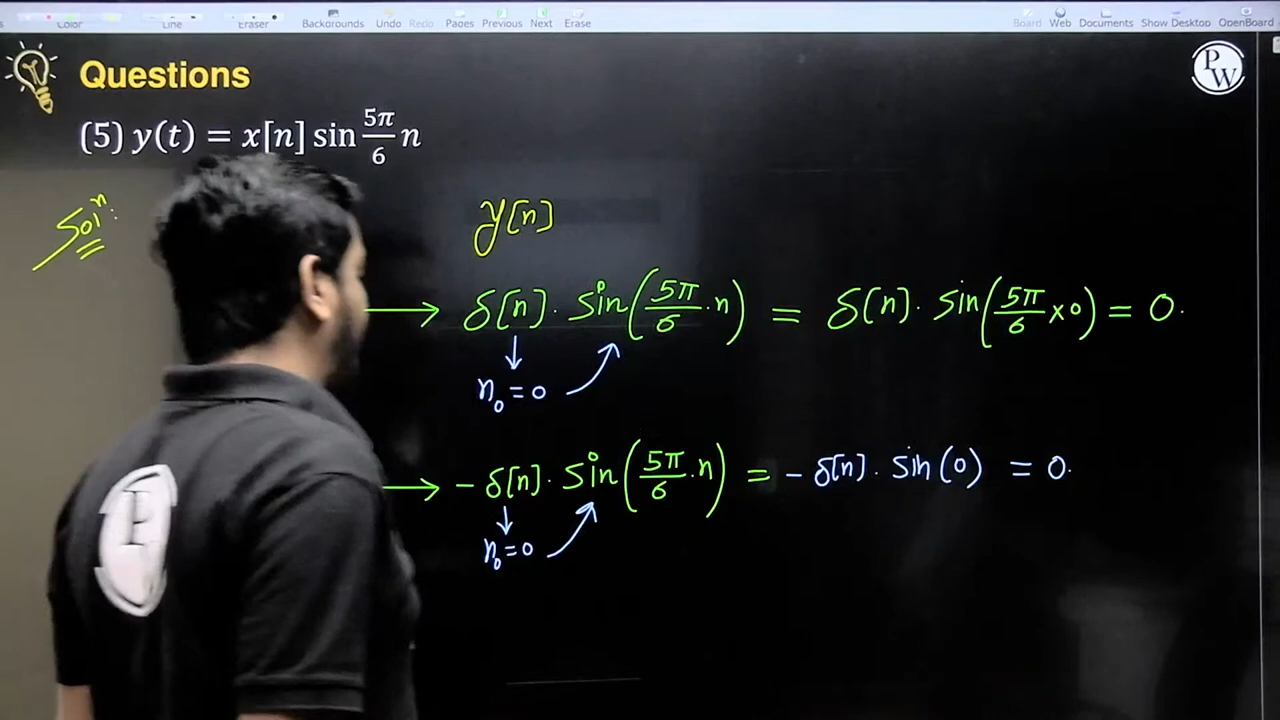 Color Line Eraser Backgrounds Undo Redo Pages Previous Next Erase Board Web Documents Show Desktop OpenBoard
Questions
PW
(5) y(t) = x[n] sin 5π/6 n
Solⁿ:
y[n]
→ δ[n]· sin(5π/6 ·n) = δ[n]· sin(5π/6 ×0) = 0.
n₀ = 0
→ -δ[n]· sin(5π/6 ·n) = -δ[n]· sin(0) = 0.
n₀ = 0
P